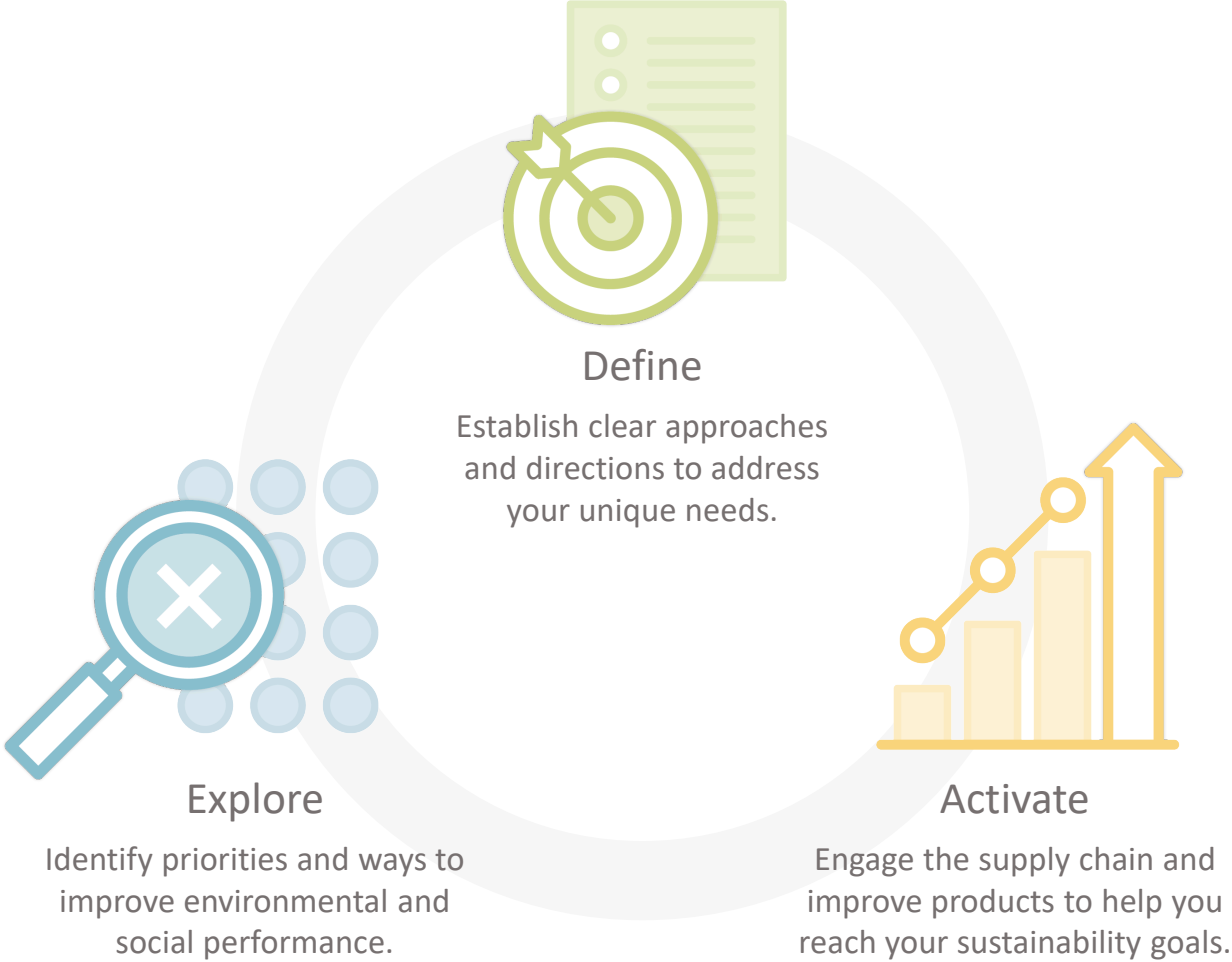 Define
Establish clear approaches
and directions to address
your unique needs.
Explore
Identify priorities and ways to
improve environmental and
social performance.
Activate
Engage the supply chain and
improve products to help you
reach your sustainability goals.